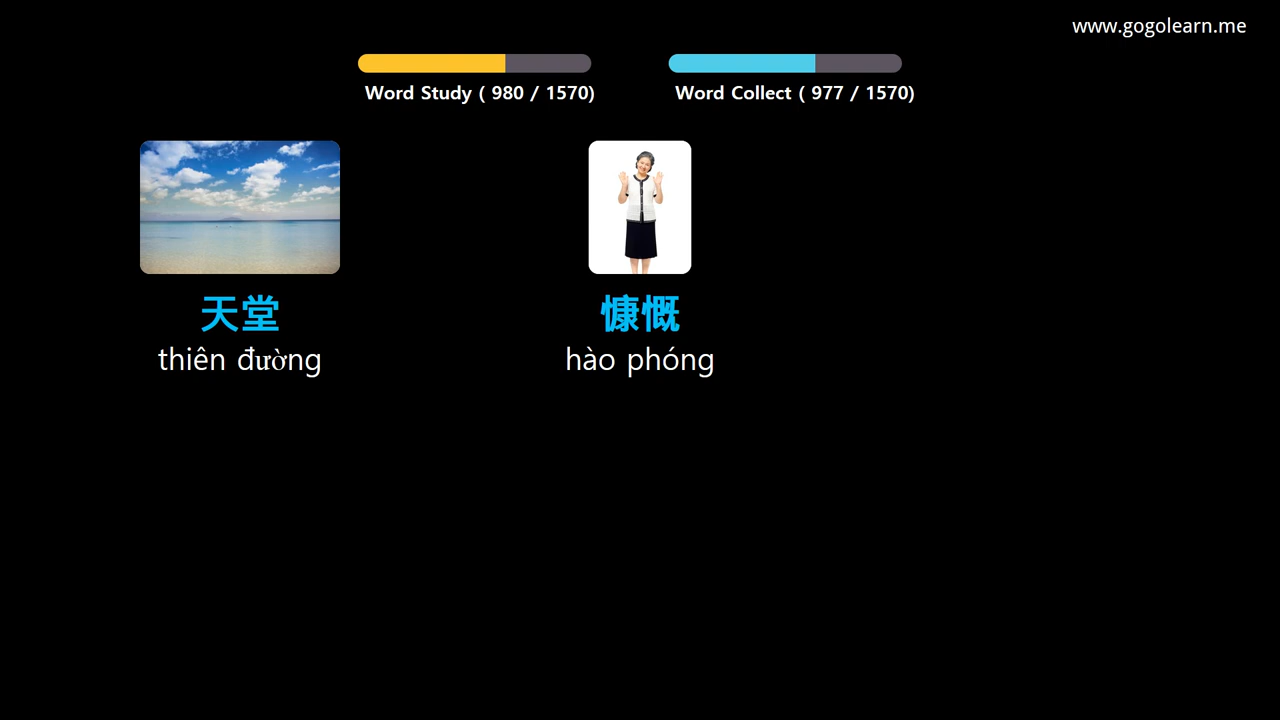 www.gogolearn.me
Word Study ( 980 / 1570)
Word Collect ( 977 / 1570)
天堂
thiên đường
慷慨
hào phóng